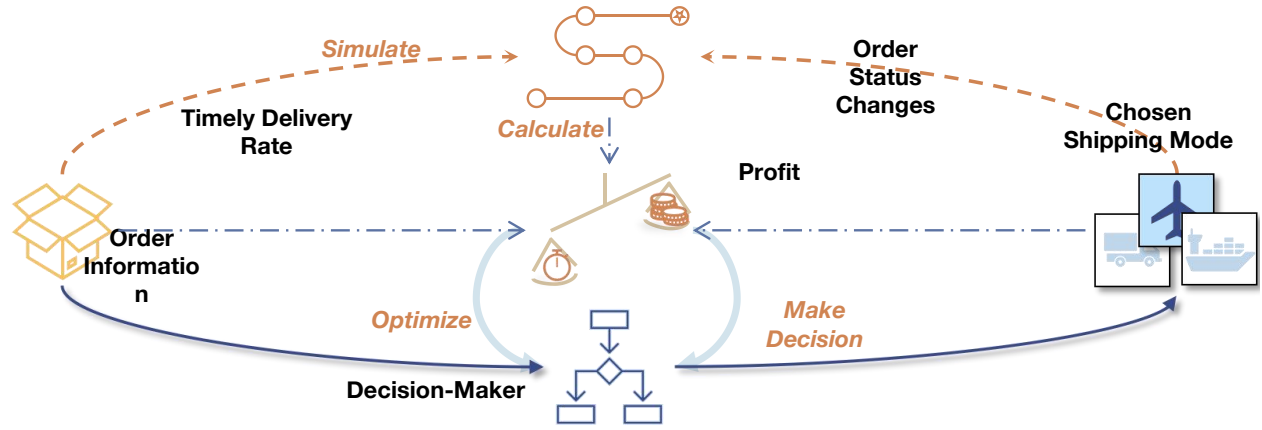 Simulate
Order
Status
Changes
Timely Delivery
Rate
Calculate
Chosen
Shipping Mode
Profit
Order
Informatio
n
Optimize
Make
Decision
Decision-Maker